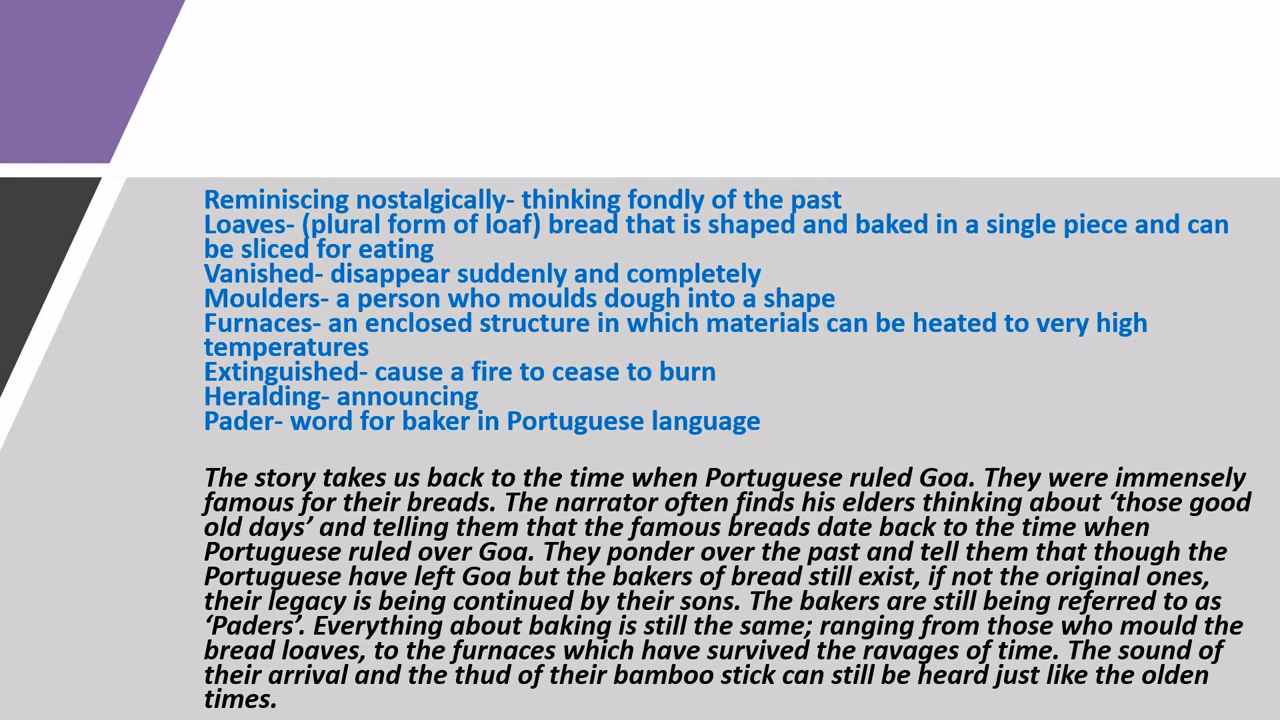 Reminiscing nostalgically- thinking fondly of the past
Loaves- (plural form of loaf) bread that is shaped and baked in a single piece and can
be sliced for eating
Vanished- disappear suddenly and completely
Moulders- a person who moulds dough into a shape
Furnaces- an enclosed structure in which materials can be heated to very high
temperatures
Extinguished- cause a fire to cease to burn
Heralding- announcing
Pader- word for baker in Portuguese language
The story takes us back to the time when Portuguese ruled Goa. They were immensely
famous for their breads. The narrator often finds his elders thinking about ‘those good
old days’ and telling them that the famous breads date back to the time when
Portuguese ruled over Goa. They ponder over the past and tell them that though the
Portuguese have left Goa but the bakers of bread still exist, if not the original ones,
their legacy is being continued by their sons. The bakers are still being referred to as
‘Paders’. Everything about baking is still the same; ranging from those who mould the
bread loaves, to the furnaces which have survived the ravages of time. The sound of
their arrival and the thud of their bamboo stick can still be heard just like the olden
times.